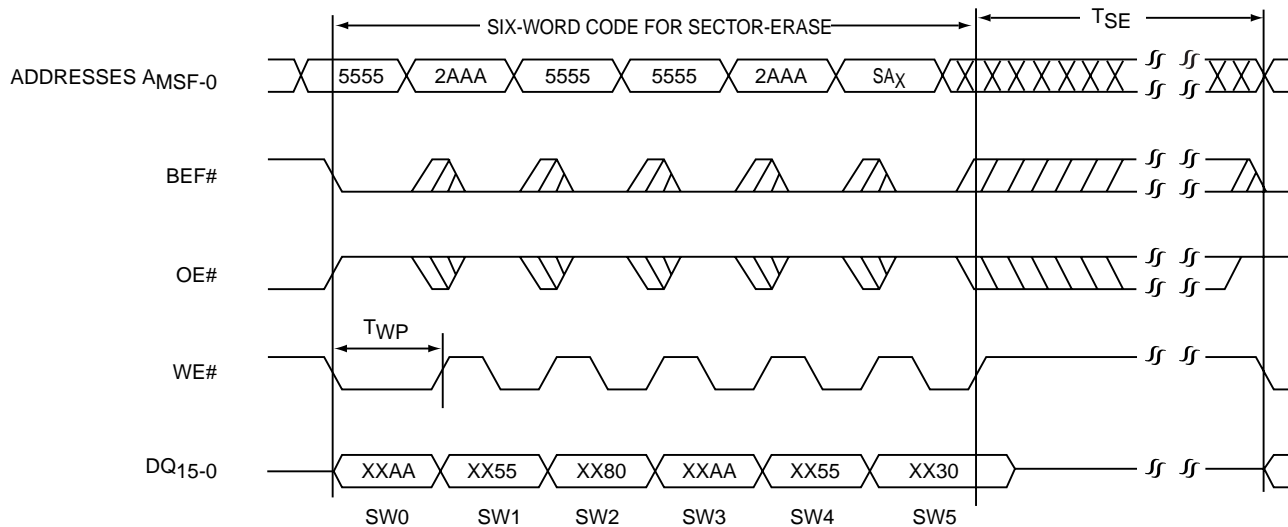 SIX-WORD CODE FOR SECTOR-ERASE TSE
ADDRESSES AMSF-0 5555 2AAA 5555 5555 2AAA SAX
BEF#
OE#
TWP
WE#
DQ15-0 XXAA XX55 XX80 XXAA XX55 XX30
SW0 SW1 SW2 SW3 SW4 SW5